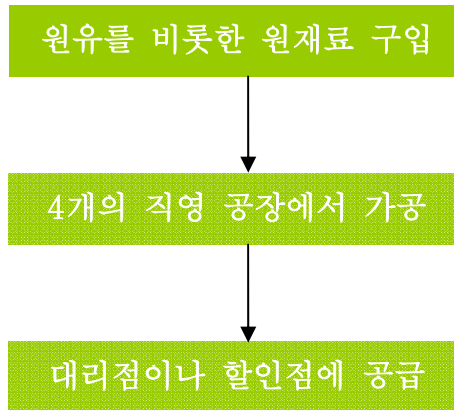 원유를 비롯한 원재료 구입
4개의 직영 공장에서 가공
대리점이나 할인점에 공급